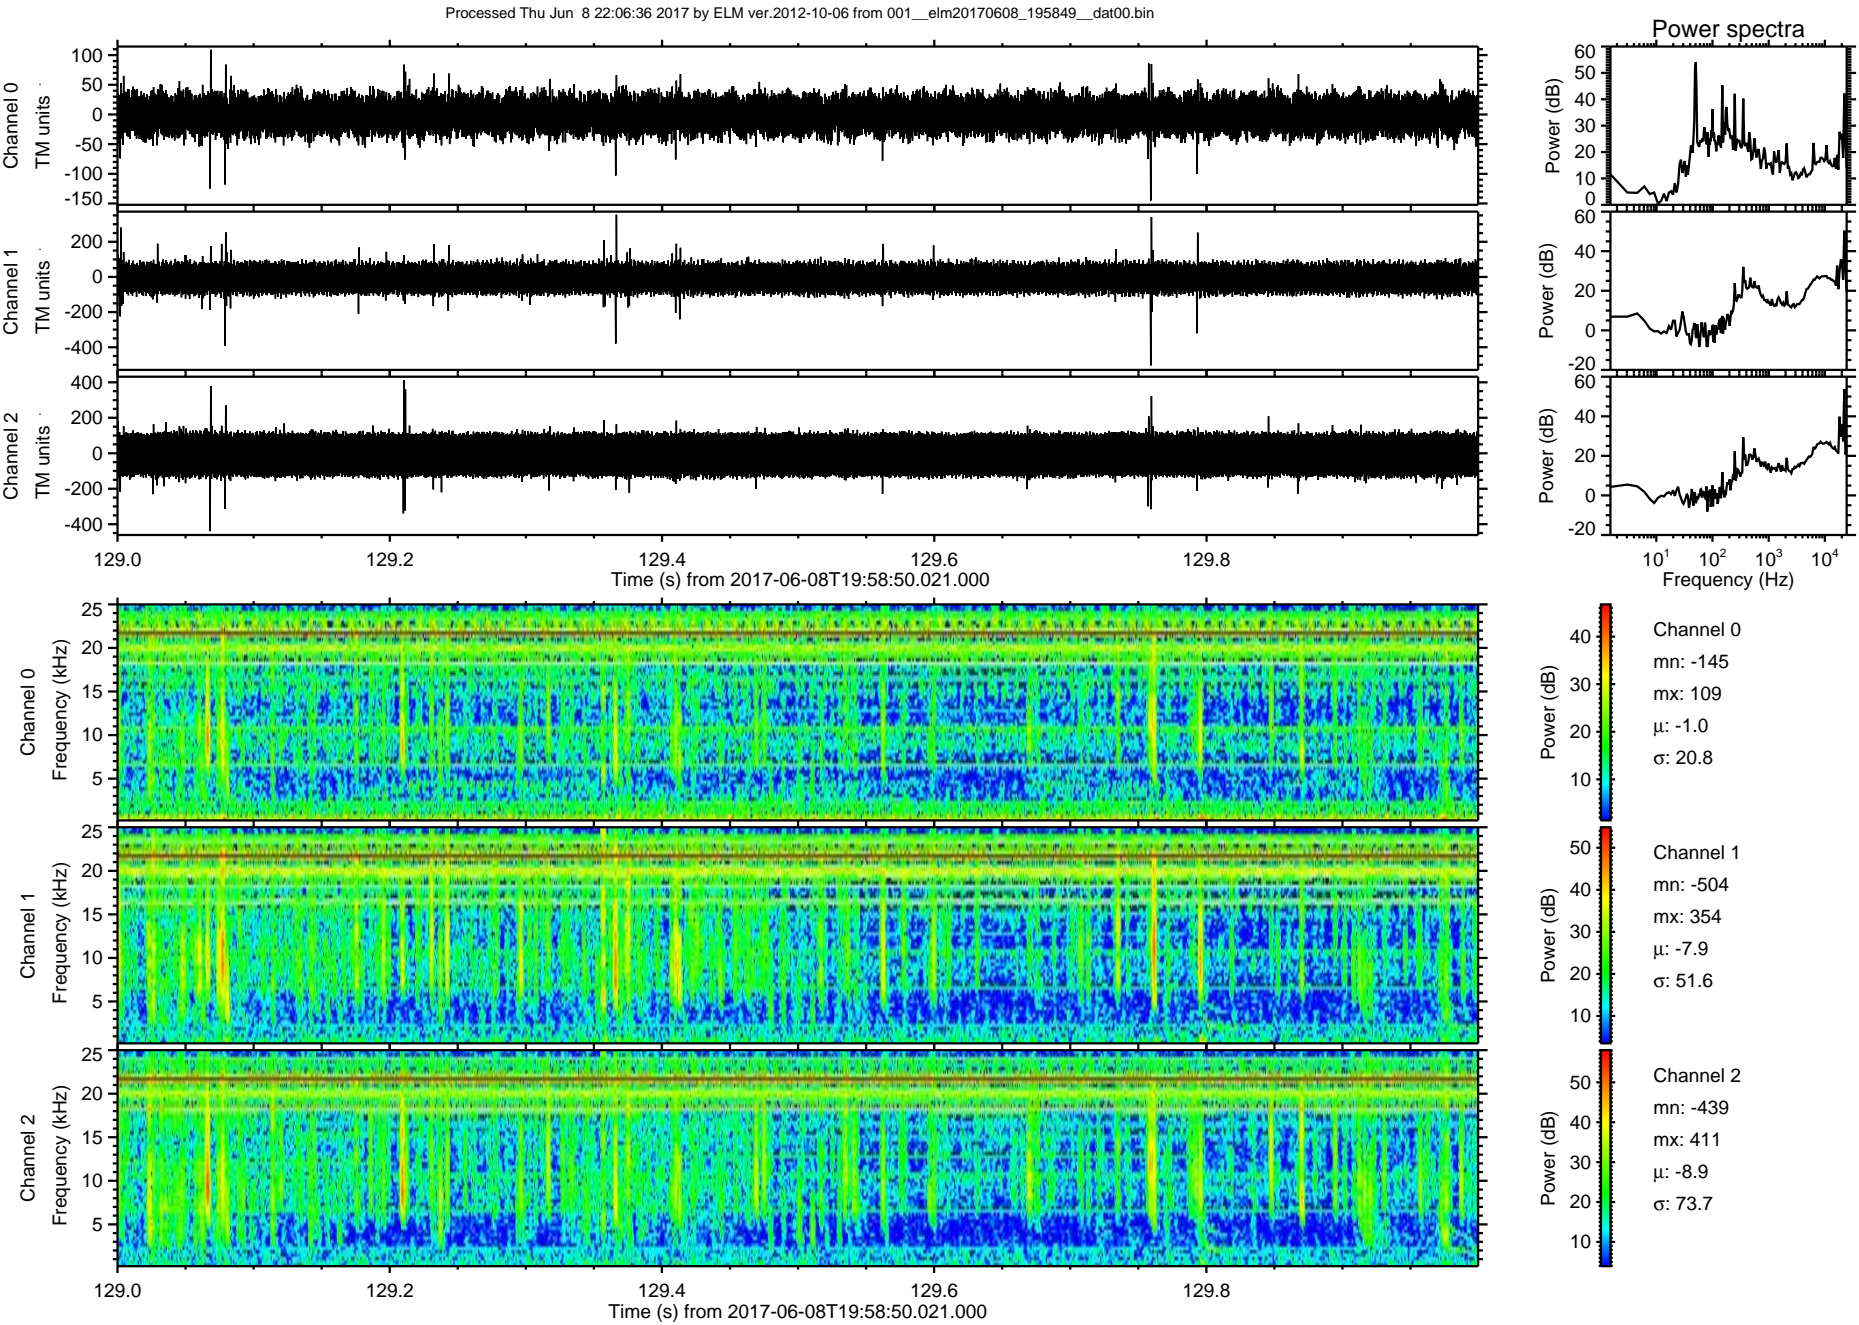 Processed Thu Jun  8 22:06:36 2017 by ELM ver.2012-10-06 from 001__elm20170608_195849__dat00.bin
Power spectra
Channel 0
TM units
100
50
0
-50
-100
-150
Power (dB)
60
50
40
30
20
10
0
Channel 1
TM units
200
0
-200
-400
Power (dB)
60
40
20
0
-20
Channel 2
TM units
400
200
0
-200
-400
Power (dB)
60
40
20
0
-20
129.0 129.2 129.4 129.6 129.8
Time (s) from 2017-06-08T19:58:50.021.000
10^1 10^2 10^3 10^4
Frequency (Hz)
Channel 0
Frequency (kHz)
25
20
15
10
5
Power (dB)
40
30
20
10
Channel 0
mn: -145
mx: 109
μ: -1.0
σ: 20.8
Channel 1
Frequency (kHz)
25
20
15
10
5
Power (dB)
50
40
30
20
10
Channel 1
mn: -504
mx: 354
μ: -7.9
σ: 51.6
Channel 2
Frequency (kHz)
25
20
15
10
5
Power (dB)
50
40
30
20
10
Channel 2
mn: -439
mx: 411
μ: -8.9
σ: 73.7
129.0 129.2 129.4 129.6 129.8
Time (s) from 2017-06-08T19:58:50.021.000